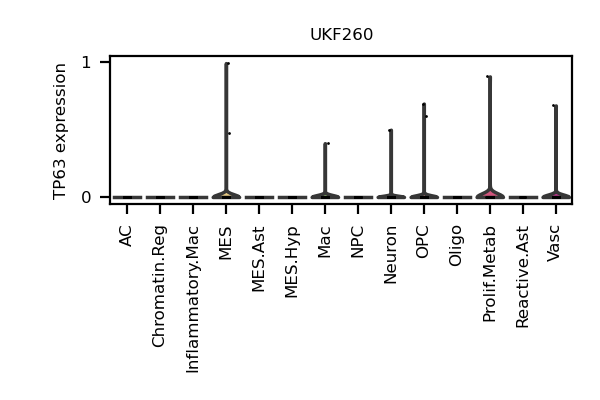 UKF260
TP63 expression
1
0
AC
Chromatin.Reg
Inflammatory.Mac
MES
MES.Ast
MES.Hyp
Mac
NPC
Neuron
OPC
Oligo
Prolif.Metab
Reactive.Ast
Vasc